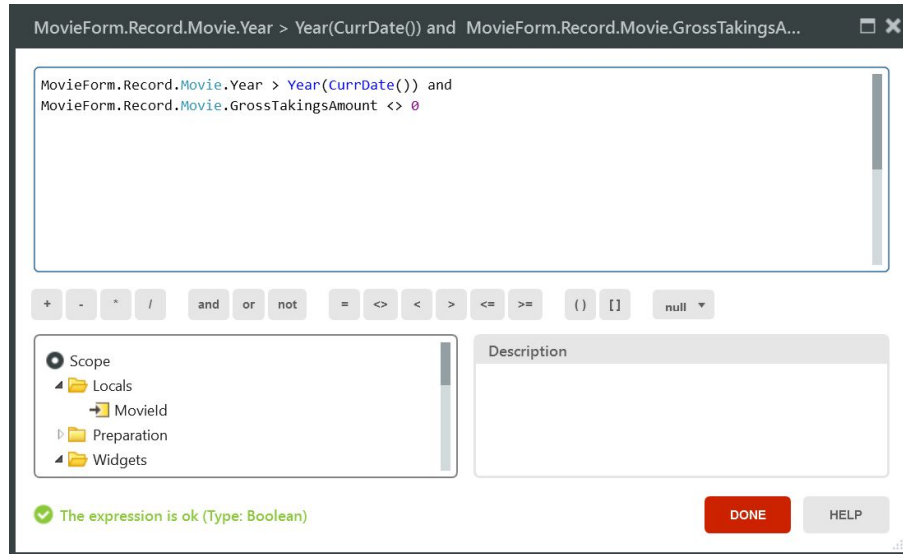 MovieForm.Record.Movie.Year > Year(CurrDate()) and MovieForm.Record.Movie.GrossTakingsA...
MovieForm.Record.Movie.Year > Year(CurrDate()) and
MovieForm.Record.Movie.GrossTakingsAmount <> 0
+ - * / and or not = <> < > <= >= () [] null
Scope
Description
Locals
MovieId
Preparation
Widgets
The expression is ok (Type: Boolean)
DONE HELP